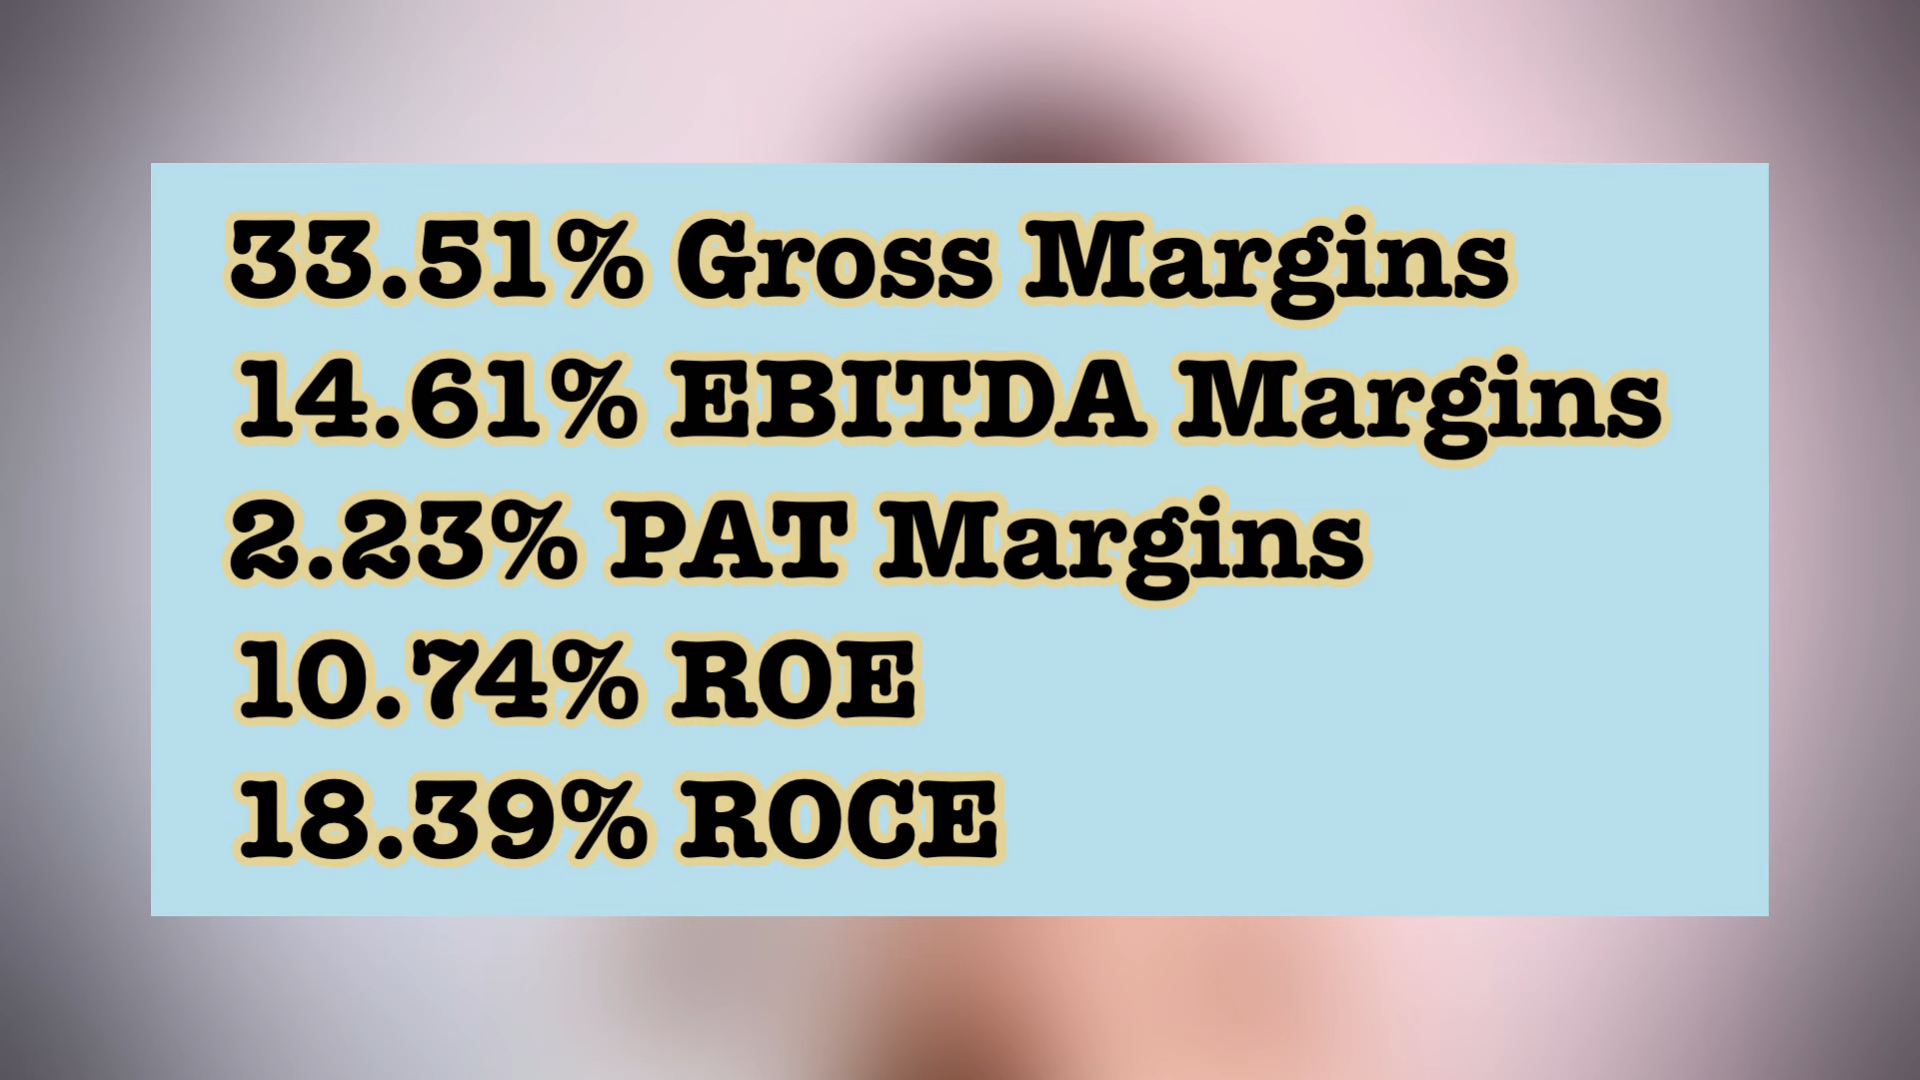 33.51% Gross Margins
14.61% EBITDA Margins
2.23% PAT Margins
10.74% ROE
18.39% ROCE